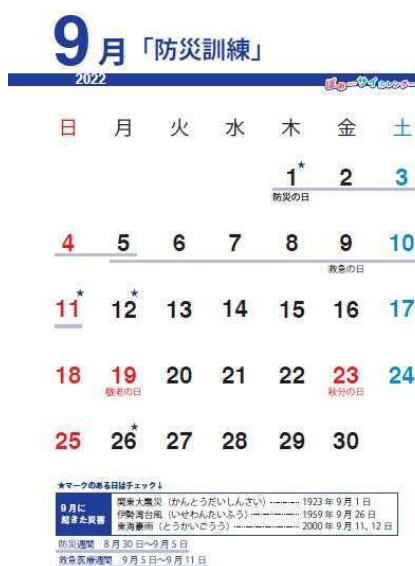 9月「防災訓練」
2022
ぼぉーサイカレンダー
日 月 火 水 木 金 土
1★ 2 3
防災の日
4 5 6 7 8 9 10
救急の日
11★ 12★ 13 14 15 16 17
18 19 20 21 22 23 24
敬老の日 秋分の日
25 26★ 27 28 29 30
★マークのある日はチェック↓
9月に起きた災害
関東大震災(かんとうだいしんさい)---------- 1923年9月1日
伊勢湾台風(いせわんたいふう)---------- 1959年9月26日
東海豪雨(とうかいごうう)---------- 2000年9月11, 12日
防災週間 8月30日~9月5日
救急医療週間 9月5日~9月11日